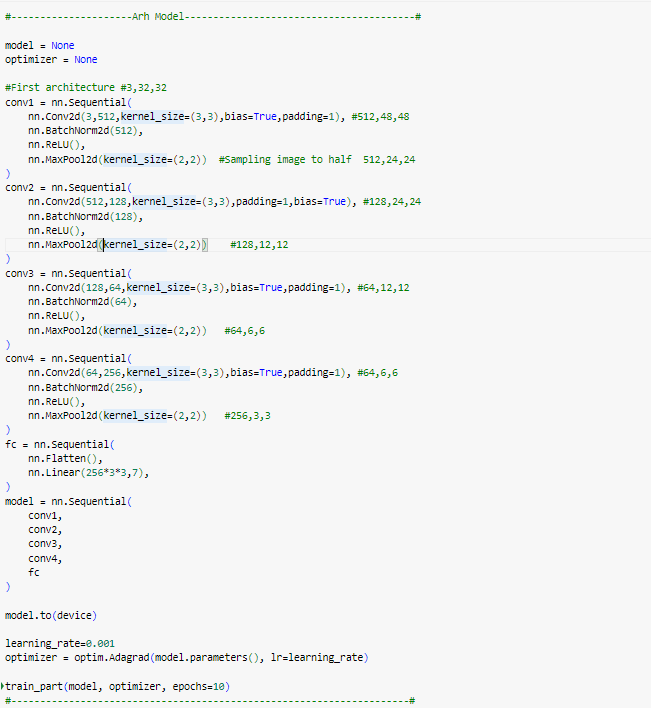 #---------------------Arh Model----------------------------------------#
model = None
optimizer = None
#First architecture #3,32,32
conv1 = nn.Sequential(
    nn.Conv2d(3,512,kernel_size=(3,3),bias=True,padding=1), #512,48,48
    nn.BatchNorm2d(512),
    nn.ReLU(),
    nn.MaxPool2d(kernel_size=(2,2))  #Sampling image to half  512,24,24
)
conv2 = nn.Sequential(
    nn.Conv2d(512,128,kernel_size=(3,3),padding=1,bias=True), #128,24,24
    nn.BatchNorm2d(128),
    nn.ReLU(),
    nn.MaxPool2d(kernel_size=(2,2))    #128,12,12
)
conv3 = nn.Sequential(
    nn.Conv2d(128,64,kernel_size=(3,3),bias=True,padding=1), #64,12,12
    nn.BatchNorm2d(64),
    nn.ReLU(),
    nn.MaxPool2d(kernel_size=(2,2))   #64,6,6
)
conv4 = nn.Sequential(
    nn.Conv2d(64,256,kernel_size=(3,3),bias=True,padding=1), #64,6,6
    nn.BatchNorm2d(256),
    nn.ReLU(),
    nn.MaxPool2d(kernel_size=(2,2))   #256,3,3
)
fc = nn.Sequential(
    nn.Flatten(),
    nn.Linear(256*3*3,7),
)
model = nn.Sequential(
    conv1,
    conv2,
    conv3,
    conv4,
    fc
)
model.to(device)
learning_rate=0.001
optimizer = optim.Adagrad(model.parameters(), lr=learning_rate)
train_part(model, optimizer, epochs=10)
#---------------------------------------------------------------------#